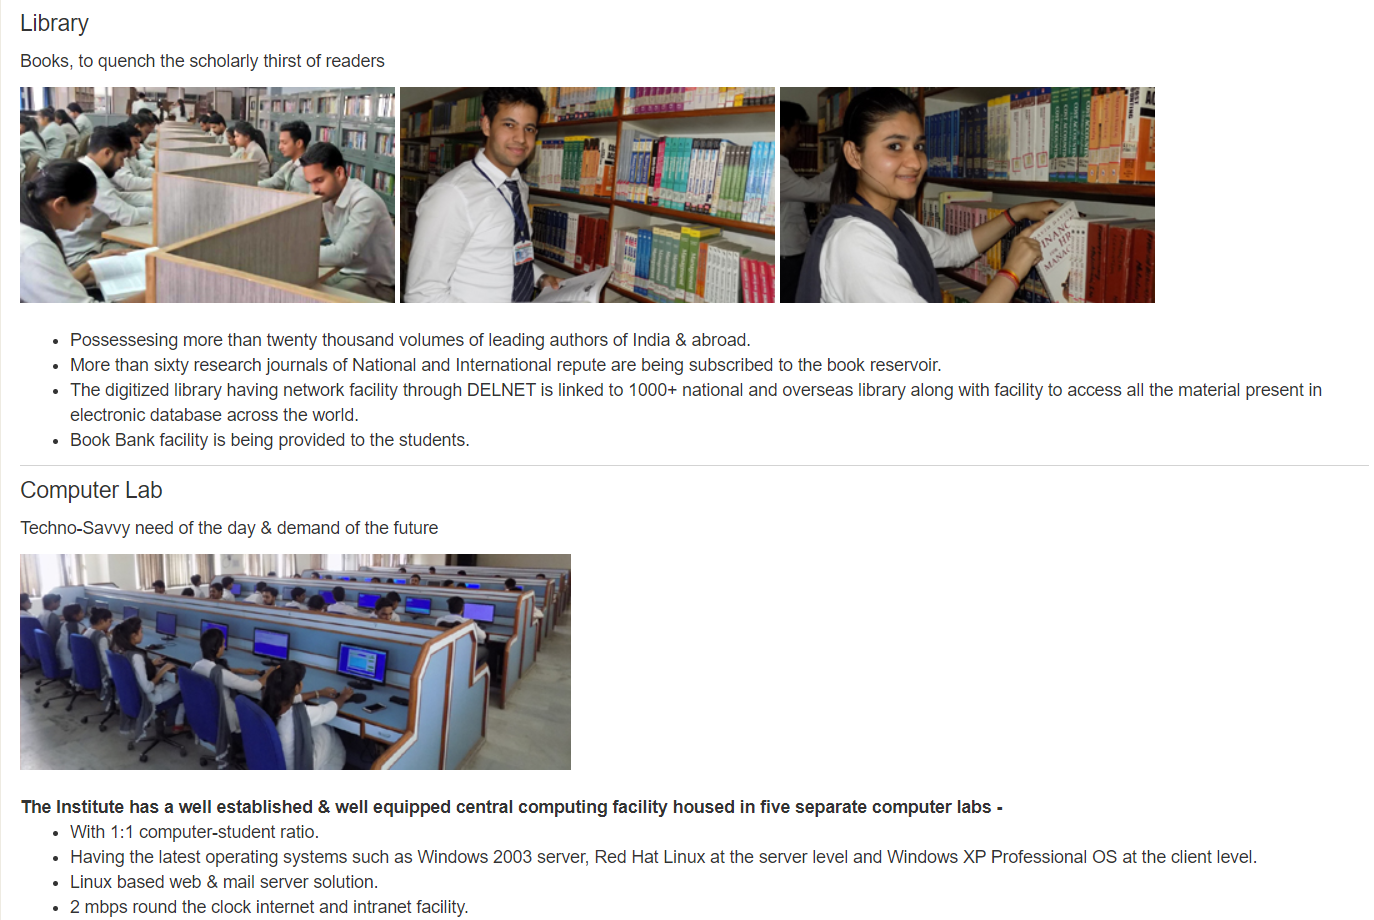 Library
Books, to quench the scholarly thirst of readers
Possessesing more than twenty thousand volumes of leading authors of India & abroad.
More than sixty research journals of National and International repute are being subscribed to the book reservoir.
The digitized library having network facility through DELNET is linked to 1000+ national and overseas library along with facility to access all the material present in
electronic database across the world.
Book Bank facility is being provided to the students.
Computer Lab
Techno-Savvy need of the day & demand of the future
The Institute has a well established & well equipped central computing facility housed in five separate computer labs -
With 1:1 computer-student ratio.
Having the latest operating systems such as Windows 2003 server, Red Hat Linux at the server level and Windows XP Professional OS at the client level.
Linux based web & mail server solution.
2 mbps round the clock internet and intranet facility.